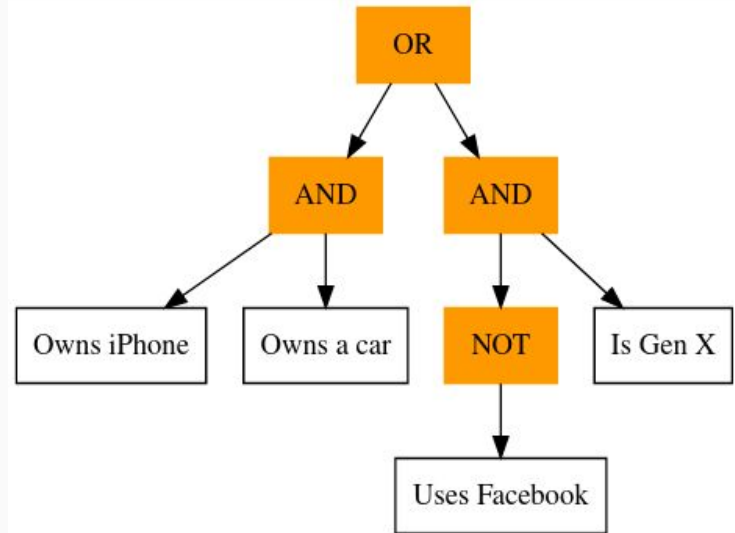 OR
AND
AND
Owns iPhone
Owns a car
NOT
Is Gen X
Uses Facebook